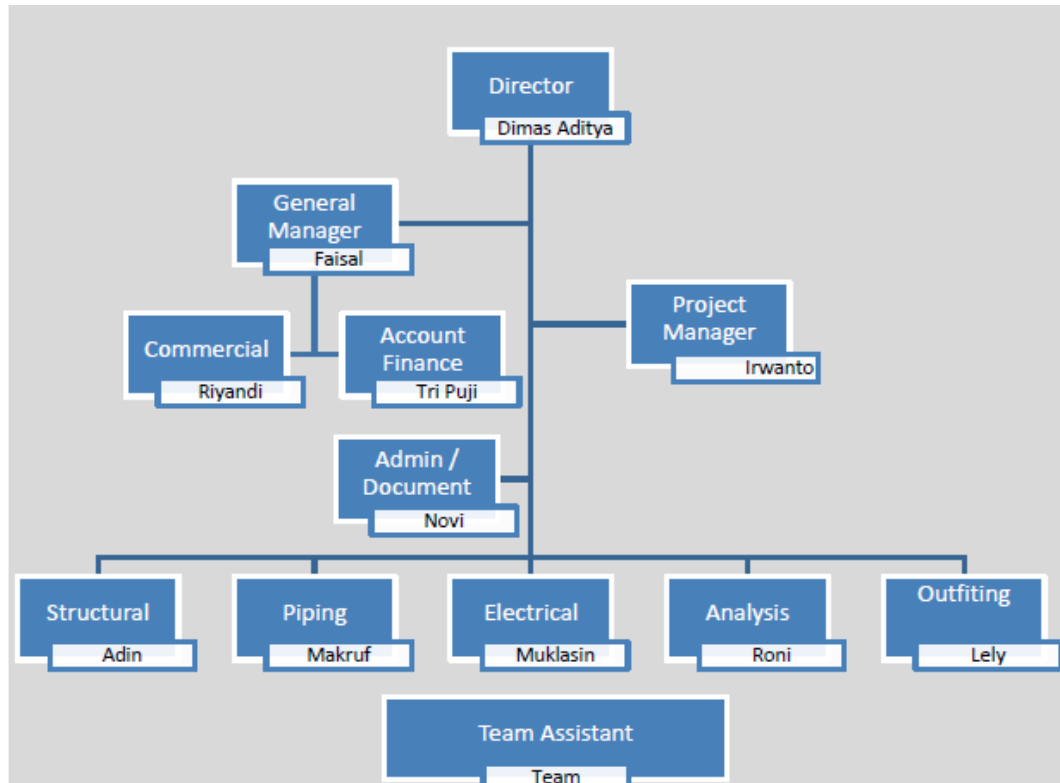 Director
Dimas Aditya
General
Manager
Faisal
Project
Manager
Irwanto
Commercial
Riyandi
Account
Finance
Tri Puji
Admin /
Document
Novi
Structural
Adin
Piping
Makruf
Electrical
Muklasin
Analysis
Roni
Outfiting
Lely
Team Assistant
Team